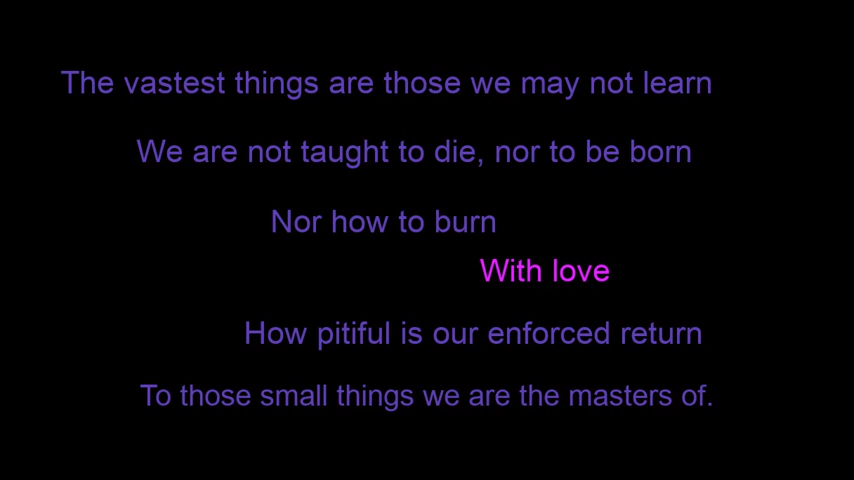 The vastest things are those we may not learn
We are not taught to die, nor to be born
Nor how to burn
With love
How pitiful is our enforced return
To those small things we are the masters of.